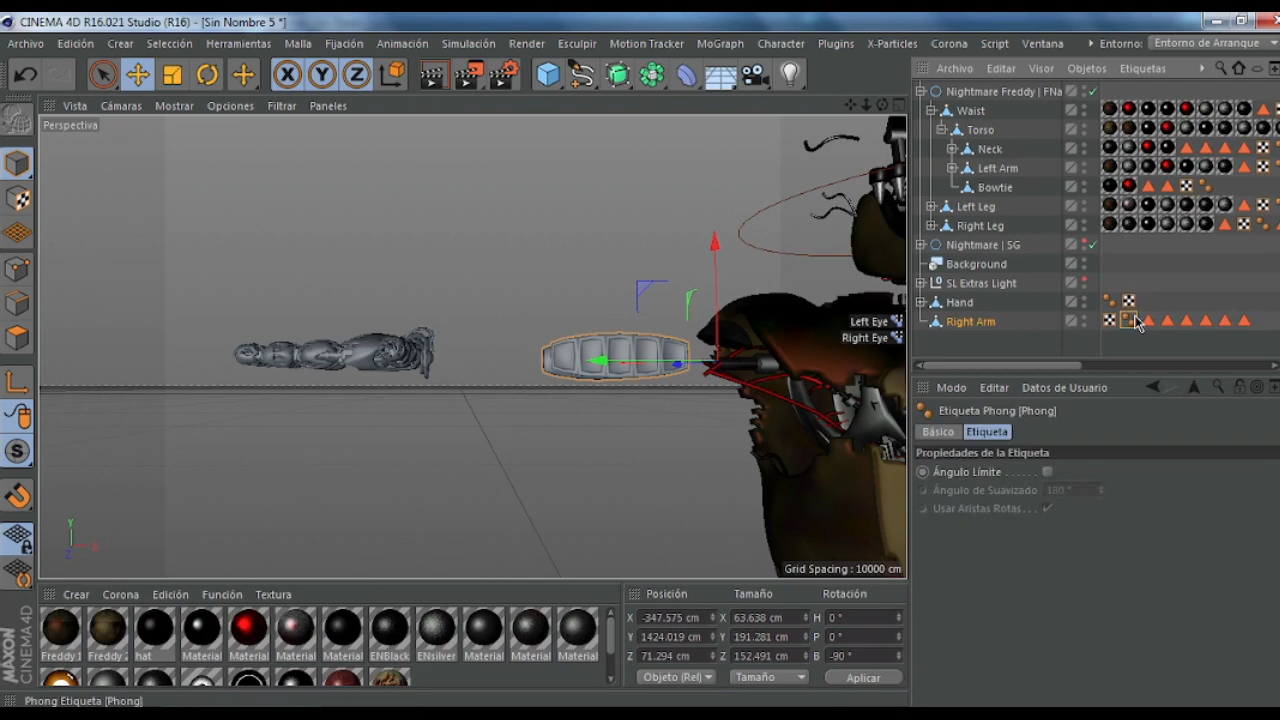 CINEMA 4D R16.021 Studio (R16) - [Sin Nombre 5 *]
Archivo Edición Crear Selección Herramientas Malla Fijación Animación Simulación Render Esculpir Motion Tracker MoGraph Character Plugins X-Particles Corona Script Ventana Entorno: Entorno de Arranque
X Y Z
Archivo Editar Visor Objetos Etiquetas
Vista Cámaras Mostrar Opciones Filtrar Paneles
Perspectiva
Nightmare Freddy | FNa
Waist
Torso
Neck
Left Arm
Bowtie
Left Leg
Right Leg
Nightmare | SG
Background
SL Extras Light
Hand
Right Arm
Left Eye
Right Eye
Modo Editar Datos de Usuario
Etiqueta Phong [Phong]
Básico Etiqueta
Propiedades de la Etiqueta
Ángulo Límite . . . . . .
Ángulo de Suavizado 180 °
Usar Aristas Rotas. . .
S
Y
Z X
Grid Spacing : 10000 cm
Crear Corona Edición Función Textura
Freddy 1 Freddy 2 hat Material Material Material Material ENBlack ENsilver Material Material Material
Posición Tamaño Rotación
X -347.575 cm X 63.638 cm H 0 °
Y 1424.019 cm Y 191.281 cm P 0 °
Z 71.294 cm Z 152.491 cm B -90 °
Objeto (Rel) Tamaño Aplicar
MAXON
CINEMA 4D
Phong Etiqueta [Phong]